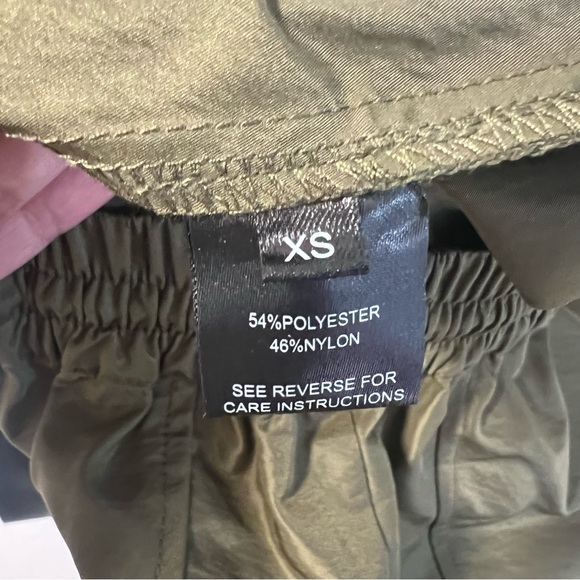 XS
54%POLYESTER
46%NYLON
SEE REVERSE FOR
CARE INSTRUCTIONS